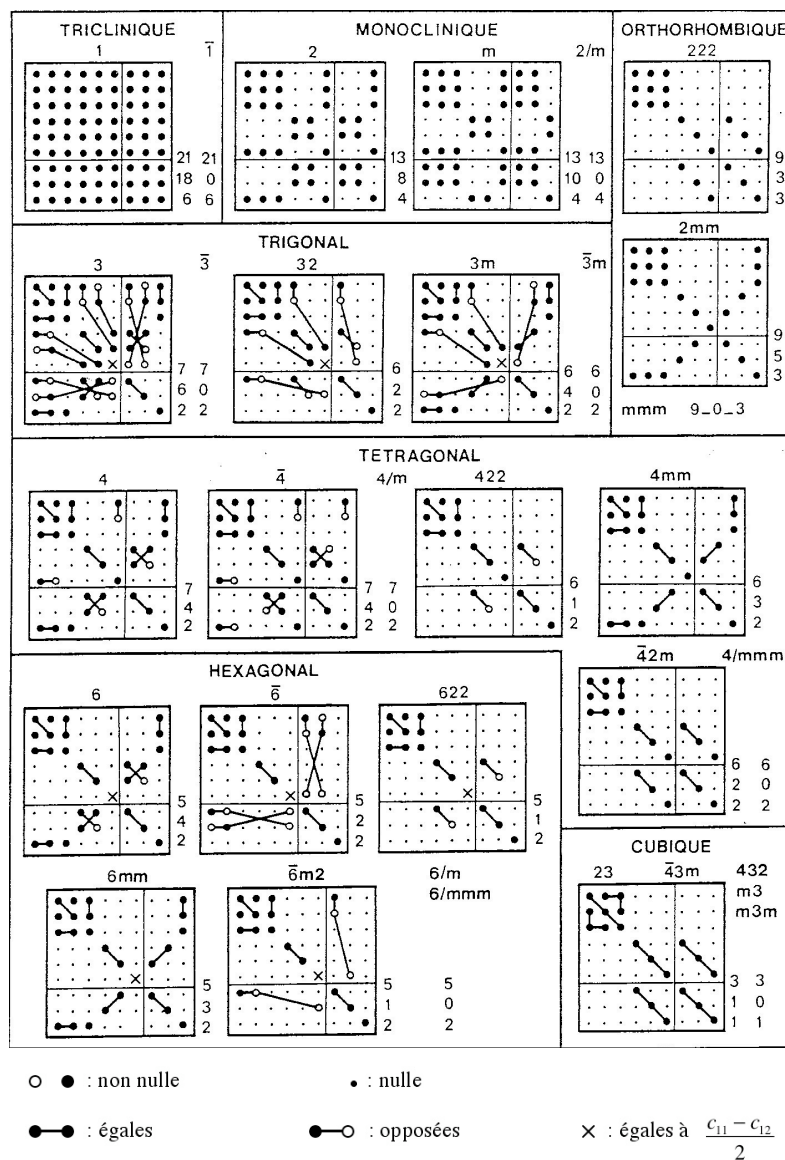 TRICLINIQUE
1 1̅
21 21
18 0
6 6
MONOCLINIQUE
2 m 2/m
13 13 13
8 10 0
4 4 4
ORTHORHOMBIQUE
222
9
3
3
2mm
9
5
3
mmm 9_0_3
TRIGONAL
3 3̅ 32 3m 3̅m
7 7 6 6 6
6 0 2 4 0
2 2 2 2 2
TETRAGONAL
4 4̅ 4/m 422 4mm
7 7 6 6
4 0 1 3
2 2 2 2
4̅2m 4/mmm
6 6
2 0
2 2
HEXAGONAL
6 6̅ 622
5 5 5
4 2 1
2 2 2
6mm 6̅m2 6/m
6/mmm
5 5 5
3 1 0
2 2 2
CUBIQUE
23 4̅3m 432
m3
m3m
3 3
1 0
1 1
: non nulle : nulle
: égales : opposées × : égales à (c₁₁ – c₁₂)/2